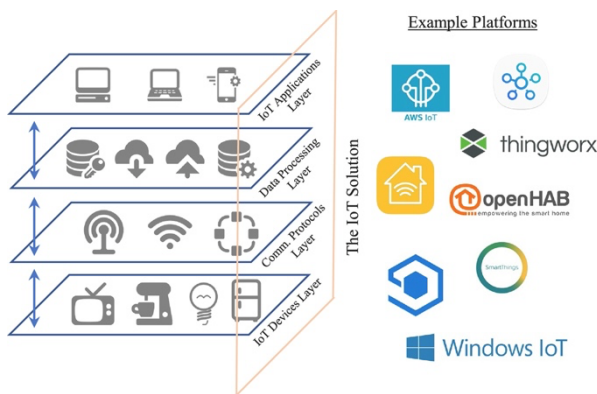 Example Platforms
IoT Applications
Layer
Data Processing
Layer
Comm. Protocols
Layer
IoT Devices Layer
The IoT Solution
AWS IoT
thingworx
openHAB
empowering the smart home
SmartThings
Windows IoT